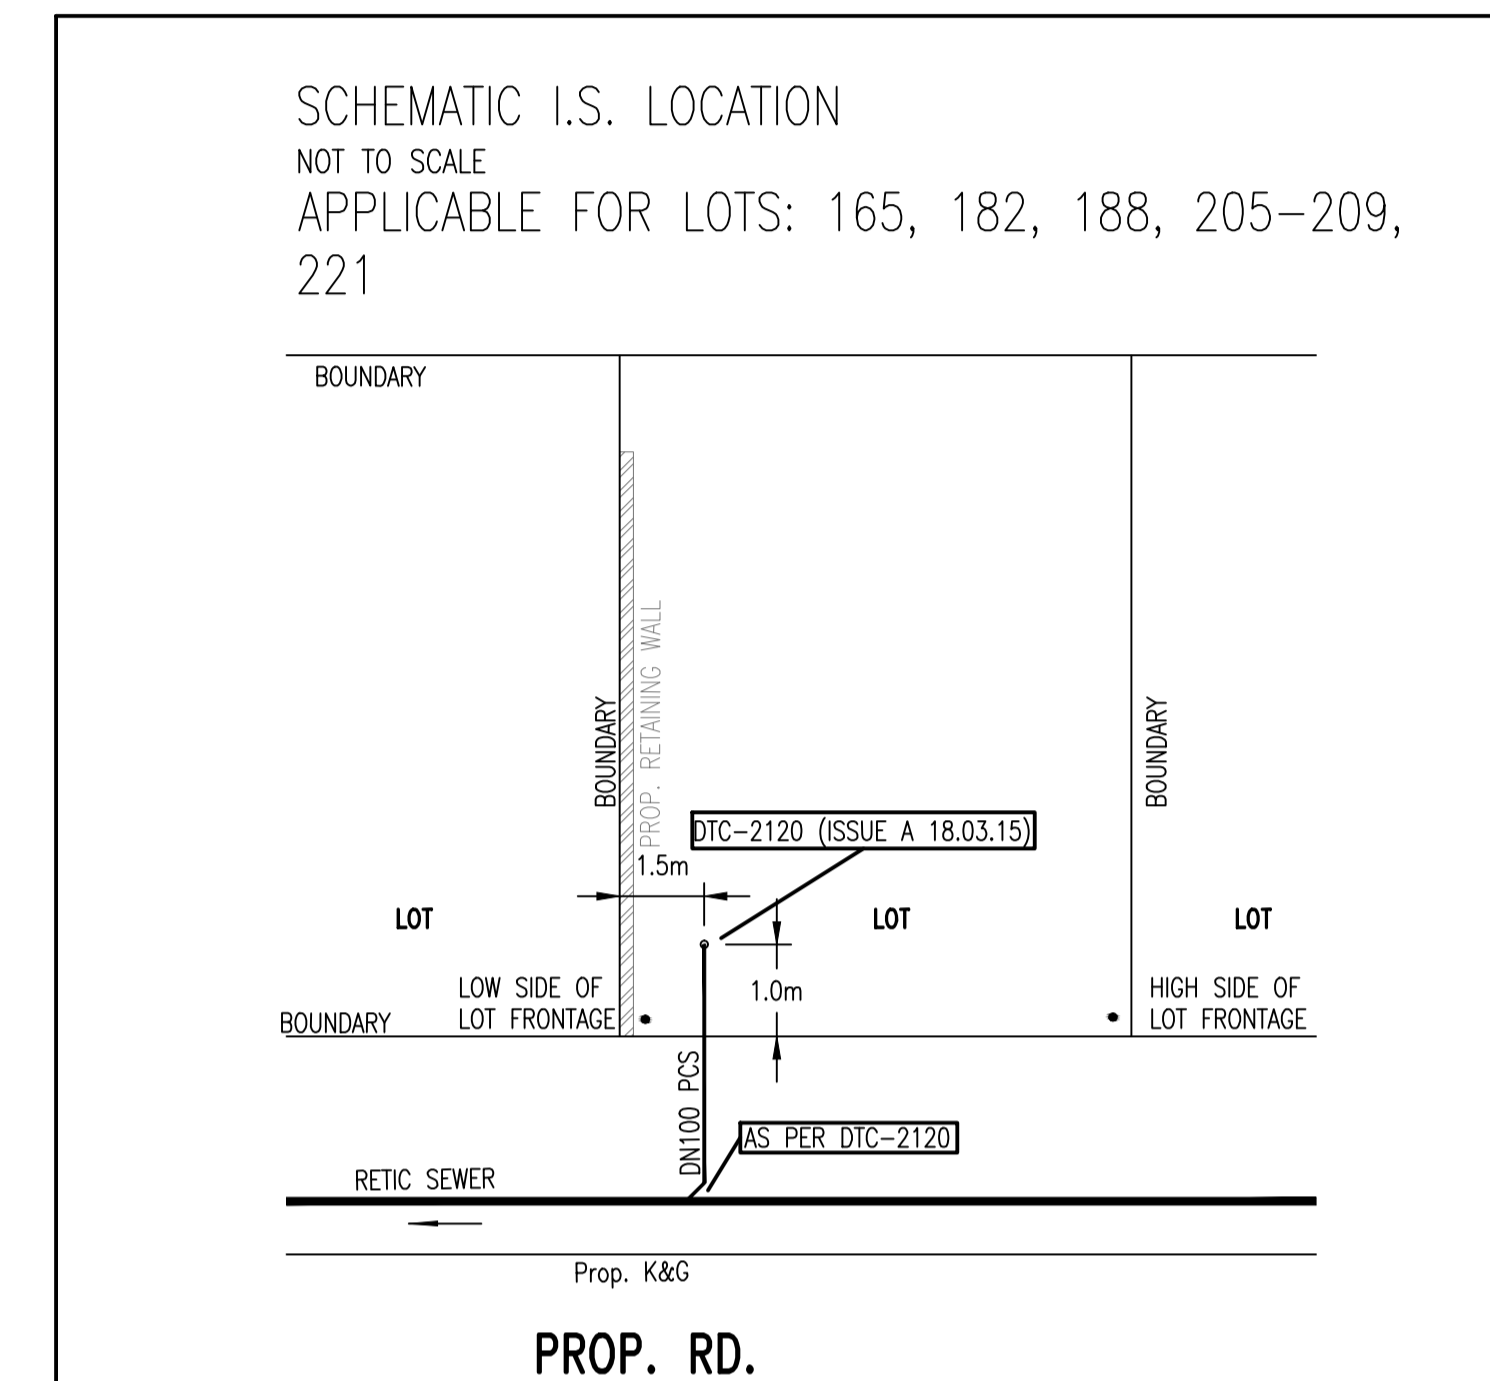 SCHEMATIC I.S. LOCATION
NOT TO SCALE
APPLICABLE FOR LOTS: 165, 182, 188, 205-209,
221
BOUNDARY
BOUNDARY
PROP. RETAINING WALL
BOUNDARY
DTC-2120 (ISSUE A 18.03.15)
1.5m
LOT
LOT
LOT
LOW SIDE OF
LOT FRONTAGE
1.0m
HIGH SIDE OF
LOT FRONTAGE
BOUNDARY
DN100 PCS
AS PER DTC-2120
RETIC SEWER
Prop. K&G
PROP. RD.